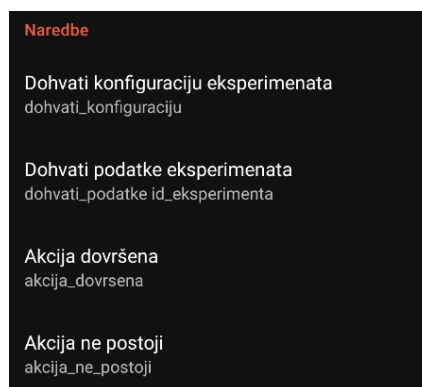 Naredbe
Dohvati konfiguraciju eksperimenata
dohvati_konfiguraciju
Dohvati podatke eksperimenata
dohvati_podatke id_eksperimenta
Akcija dovršena
akcija_dovrsena
Akcija ne postoji
akcija_ne_postoji